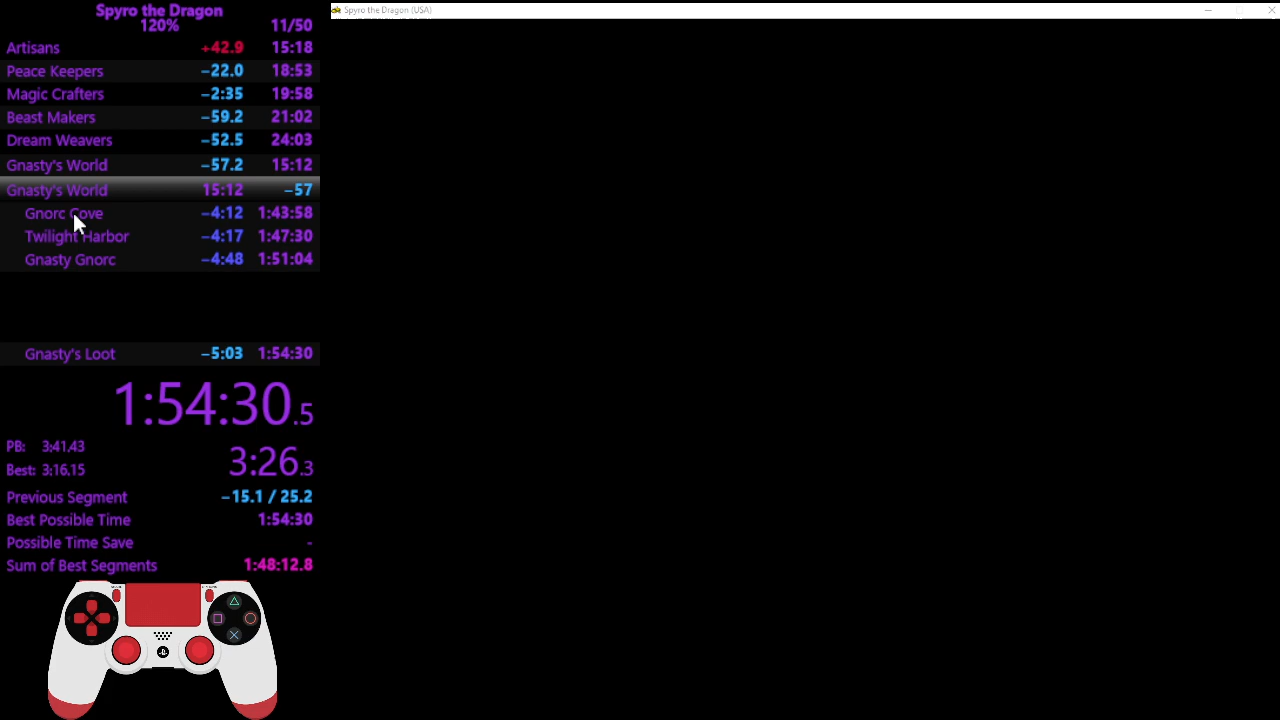 Spyro the Dragon
120% 11/50
Artisans +42.9 15:18
Peace Keepers −22.0 18:53
Magic Crafters −2:35 19:58
Beast Makers −59.2 21:02
Dream Weavers −52.5 24:03
Gnasty's World −57.2 15:12
Gnasty's World 15:12 −57
Gnorc Cove −4:12 1:43:58
Twilight Harbor −4:17 1:47:30
Gnasty Gnorc −4:48 1:51:04
Gnasty's Loot −5:03 1:54:30
1:54:30.5
PB: 3:41.43
Best: 3:16.15
3:26.3
Previous Segment −15.1 / 25.2
Best Possible Time 1:54:30
Possible Time Save -
Sum of Best Segments 1:48:12.8
Spyro the Dragon (USA)